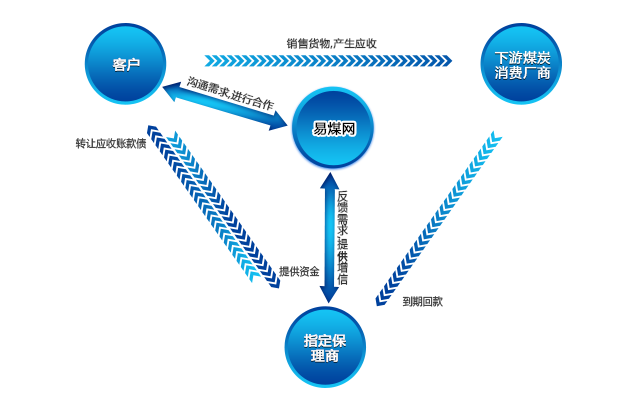 销售货物,产生应收
客户
下游煤炭
消费厂商
沟通需求,进行合作
易煤网
转让应收账款债
反馈需求,提供增信
提供资金
到期回款
指定保
理商